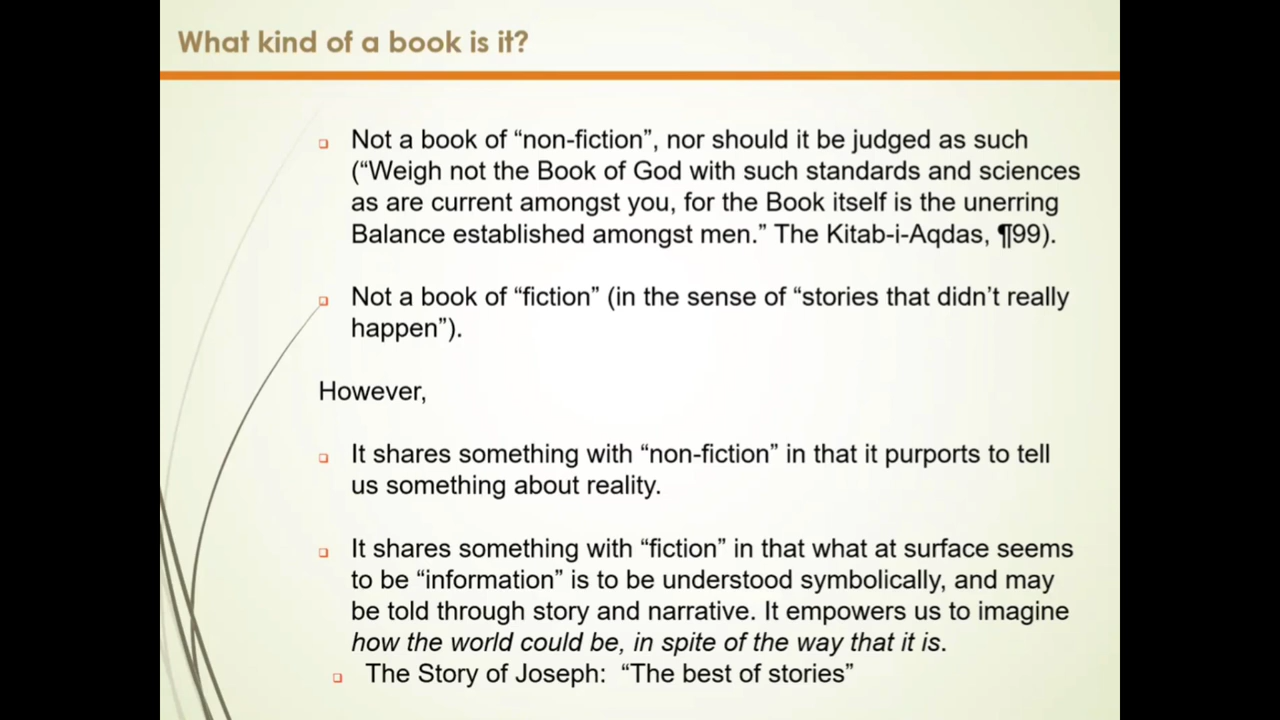 What kind of a book is it?
Not a book of “non-fiction”, nor should it be judged as such
(“Weigh not the Book of God with such standards and sciences
as are current amongst you, for the Book itself is the unerring
Balance established amongst men.” The Kitab-i-Aqdas, ¶99).
Not a book of “fiction” (in the sense of “stories that didn’t really
happen”).
However,
It shares something with “non-fiction” in that it purports to tell
us something about reality.
It shares something with “fiction” in that what at surface seems
to be “information” is to be understood symbolically, and may
be told through story and narrative. It empowers us to imagine
how the world could be, in spite of the way that it is.
The Story of Joseph: “The best of stories”